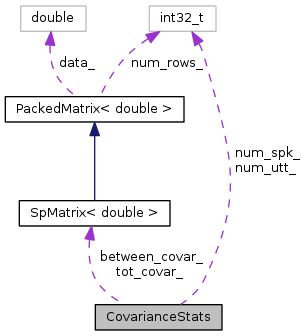 double
int32_t
data_
num_rows_
PackedMatrix< double >
num_spk_
num_utt_
SpMatrix< double >
between_covar_
tot_covar_
CovarianceStats